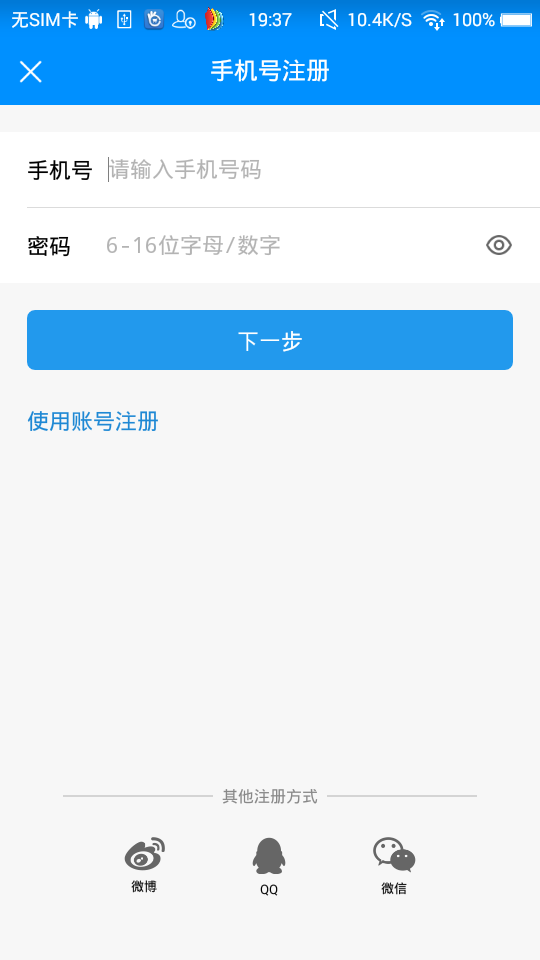 无SIM卡 19:37 10.4K/S 100%
手机号注册
手机号 请输入手机号码
密码 6-16位字母/数字
下一步
使用账号注册
其他注册方式
微博 QQ 微信